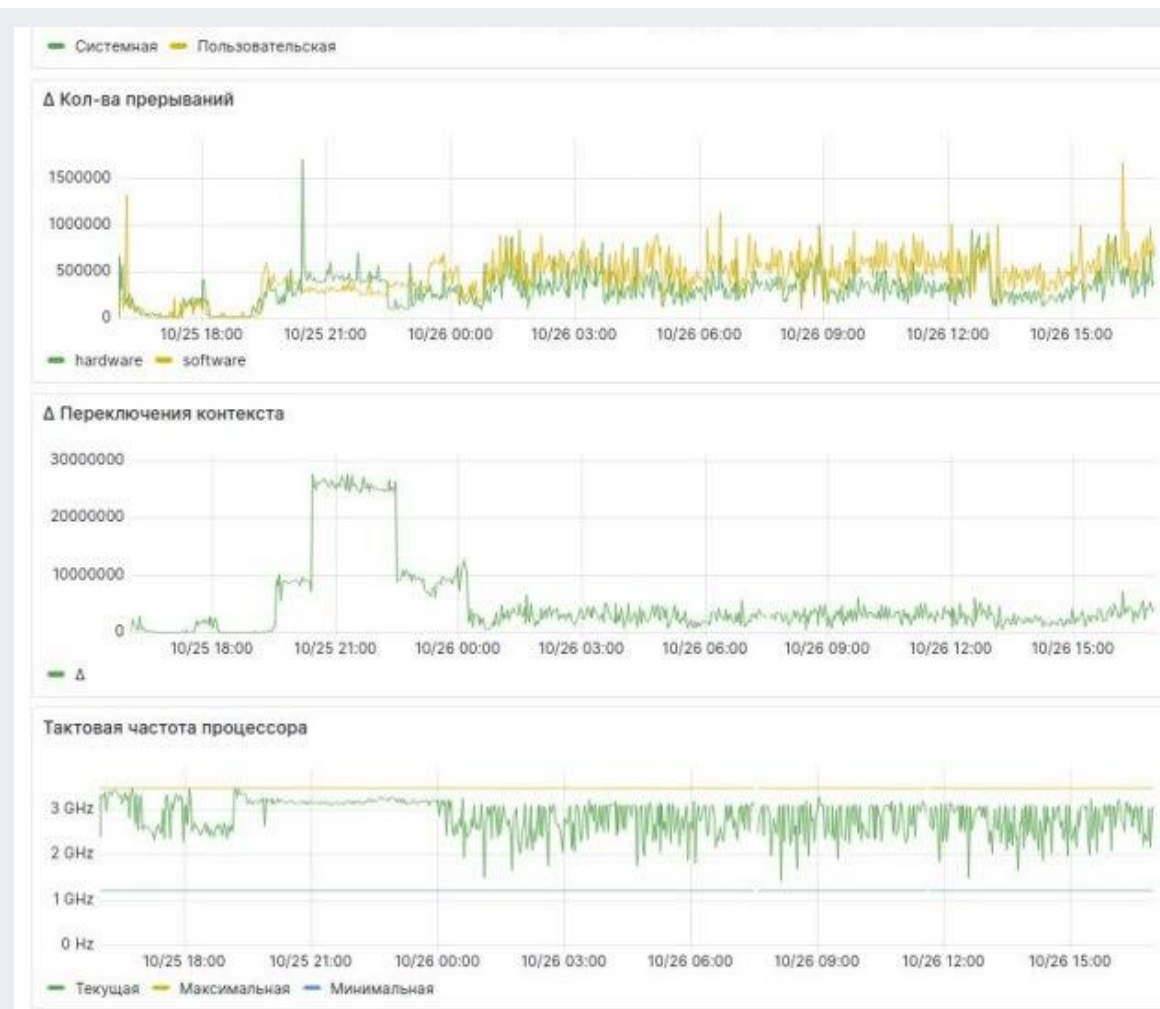 Системная Пользовательская
Δ Кол-ва прерываний
1500000
1000000
500000
0
10/25 18:00 10/25 21:00 10/26 00:00 10/26 03:00 10/26 06:00 10/26 09:00 10/26 12:00 10/26 15:00
hardware software
Δ Переключения контекста
30000000
20000000
10000000
0
10/25 18:00 10/25 21:00 10/26 00:00 10/26 03:00 10/26 06:00 10/26 09:00 10/26 12:00 10/26 15:00
Δ
Тактовая частота процессора
3 GHz
2 GHz
1 GHz
0 Hz
10/25 18:00 10/25 21:00 10/26 00:00 10/26 03:00 10/26 06:00 10/26 09:00 10/26 12:00 10/26 15:00
Текущая Максимальная Минимальная